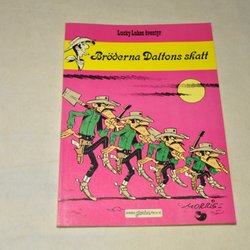 Lucky Lukes äventyr
Bröderna Daltons skatt
MORRIS